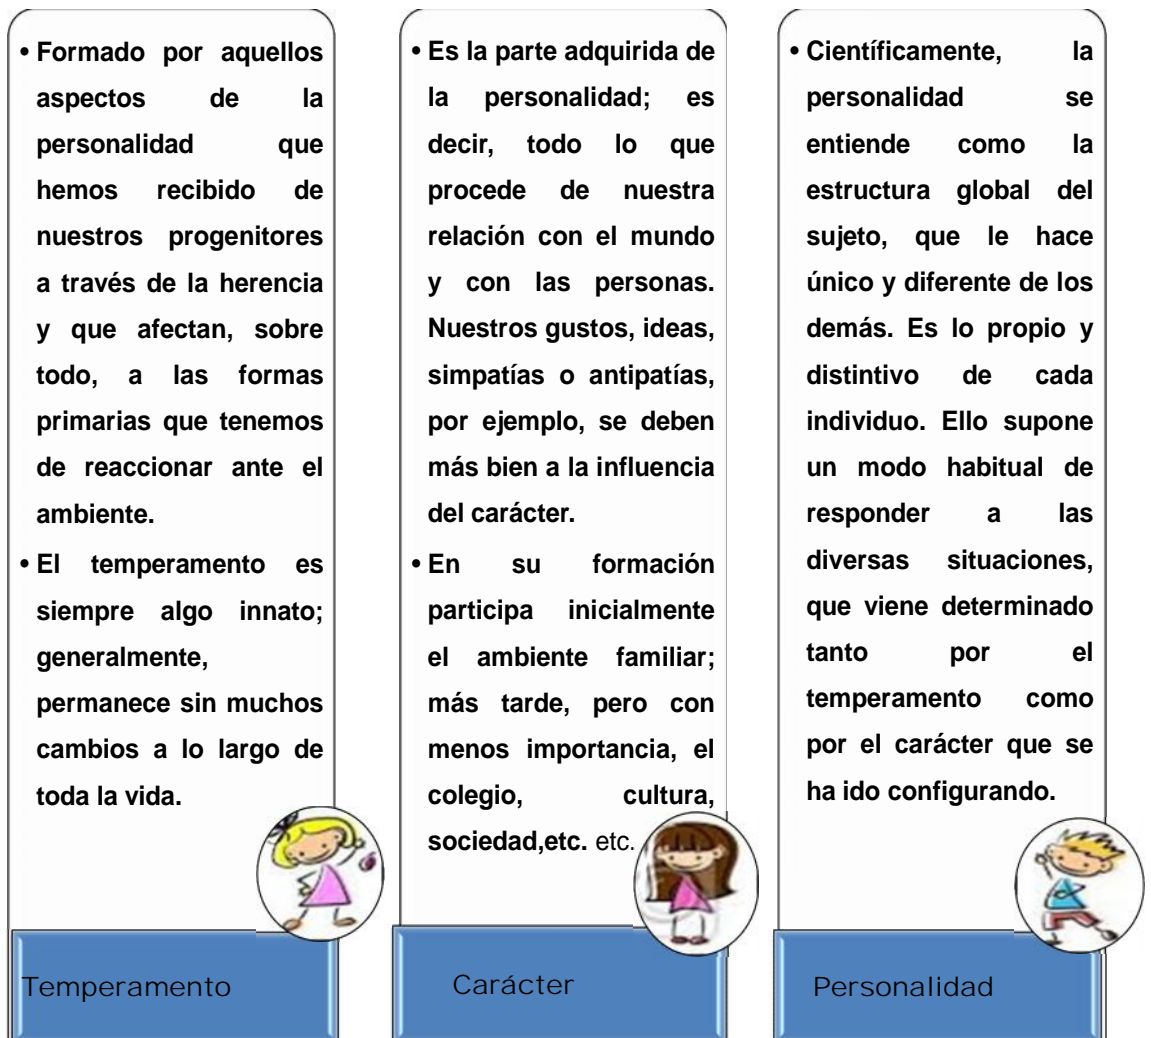 • Formado por aquellos
aspectos de la
personalidad que
hemos recibido de
nuestros progenitores
a través de la herencia
y que afectan, sobre
todo, a las formas
primarias que tenemos
de reaccionar ante el
ambiente.
• El temperamento es
siempre algo innato;
generalmente,
permanece sin muchos
cambios a lo largo de
toda la vida.
Temperamento
• Es la parte adquirida de
la personalidad; es
decir, todo lo que
procede de nuestra
relación con el mundo
y con las personas.
Nuestros gustos, ideas,
simpatías o antipatías,
por ejemplo, se deben
más bien a la influencia
del carácter.
• En su formación
participa inicialmente
el ambiente familiar;
más tarde, pero con
menos importancia, el
colegio, cultura,
sociedad,etc. etc.
Carácter
• Científicamente, la
personalidad se
entiende como la
estructura global del
sujeto, que le hace
único y diferente de los
demás. Es lo propio y
distintivo de cada
individuo. Ello supone
un modo habitual de
responder a las
diversas situaciones,
que viene determinado
tanto por el
temperamento como
por el carácter que se
ha ido configurando.
Personalidad